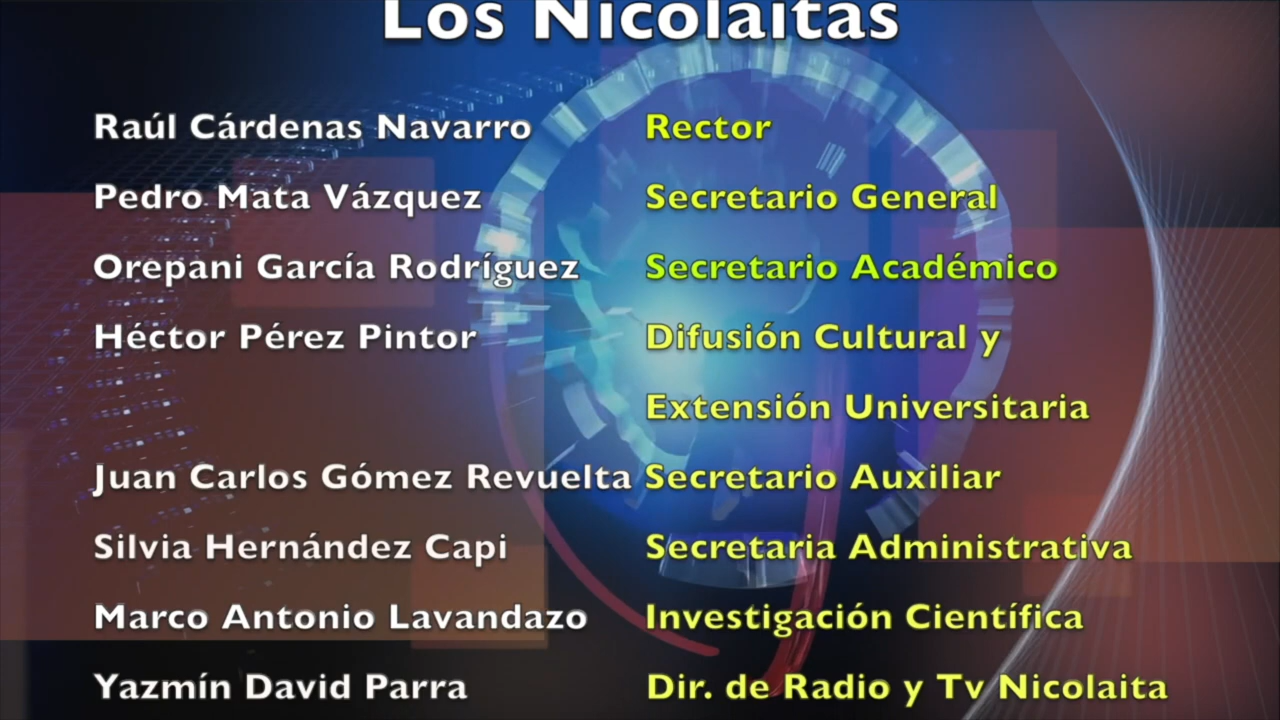 Los Nicolaitas
Raúl Cárdenas Navarro Rector
Pedro Mata Vázquez Secretario General
Orepani García Rodríguez Secretario Académico
Héctor Pérez Pintor Difusión Cultural y
Extensión Universitaria
Juan Carlos Gómez Revuelta Secretario Auxiliar
Silvia Hernández Capi Secretaria Administrativa
Marco Antonio Lavandazo Investigación Científica
Yazmín David Parra Dir. de Radio y Tv Nicolaita